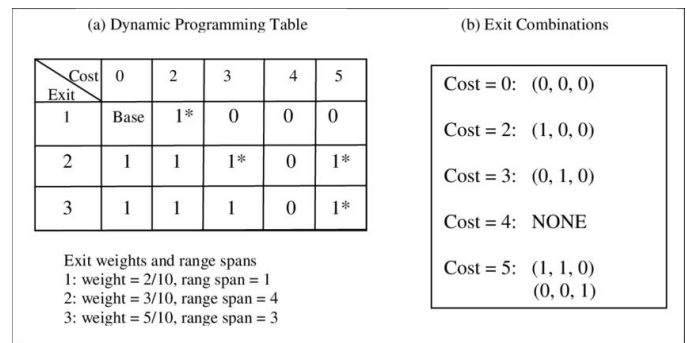 (a) Dynamic Programming Table
(b) Exit Combinations
Cost 0 2 3 4 5
Exit
1 Base 1* 0 0 0
2 1 1 1* 0 1*
3 1 1 1 0 1*
Exit weights and range spans
1: weight = 2/10, rang span = 1
2: weight = 3/10, range span = 4
3: weight = 5/10, range span = 3
Cost = 0: (0, 0, 0)
Cost = 2: (1, 0, 0)
Cost = 3: (0, 1, 0)
Cost = 4: NONE
Cost = 5: (1, 1, 0)
(0, 0, 1)